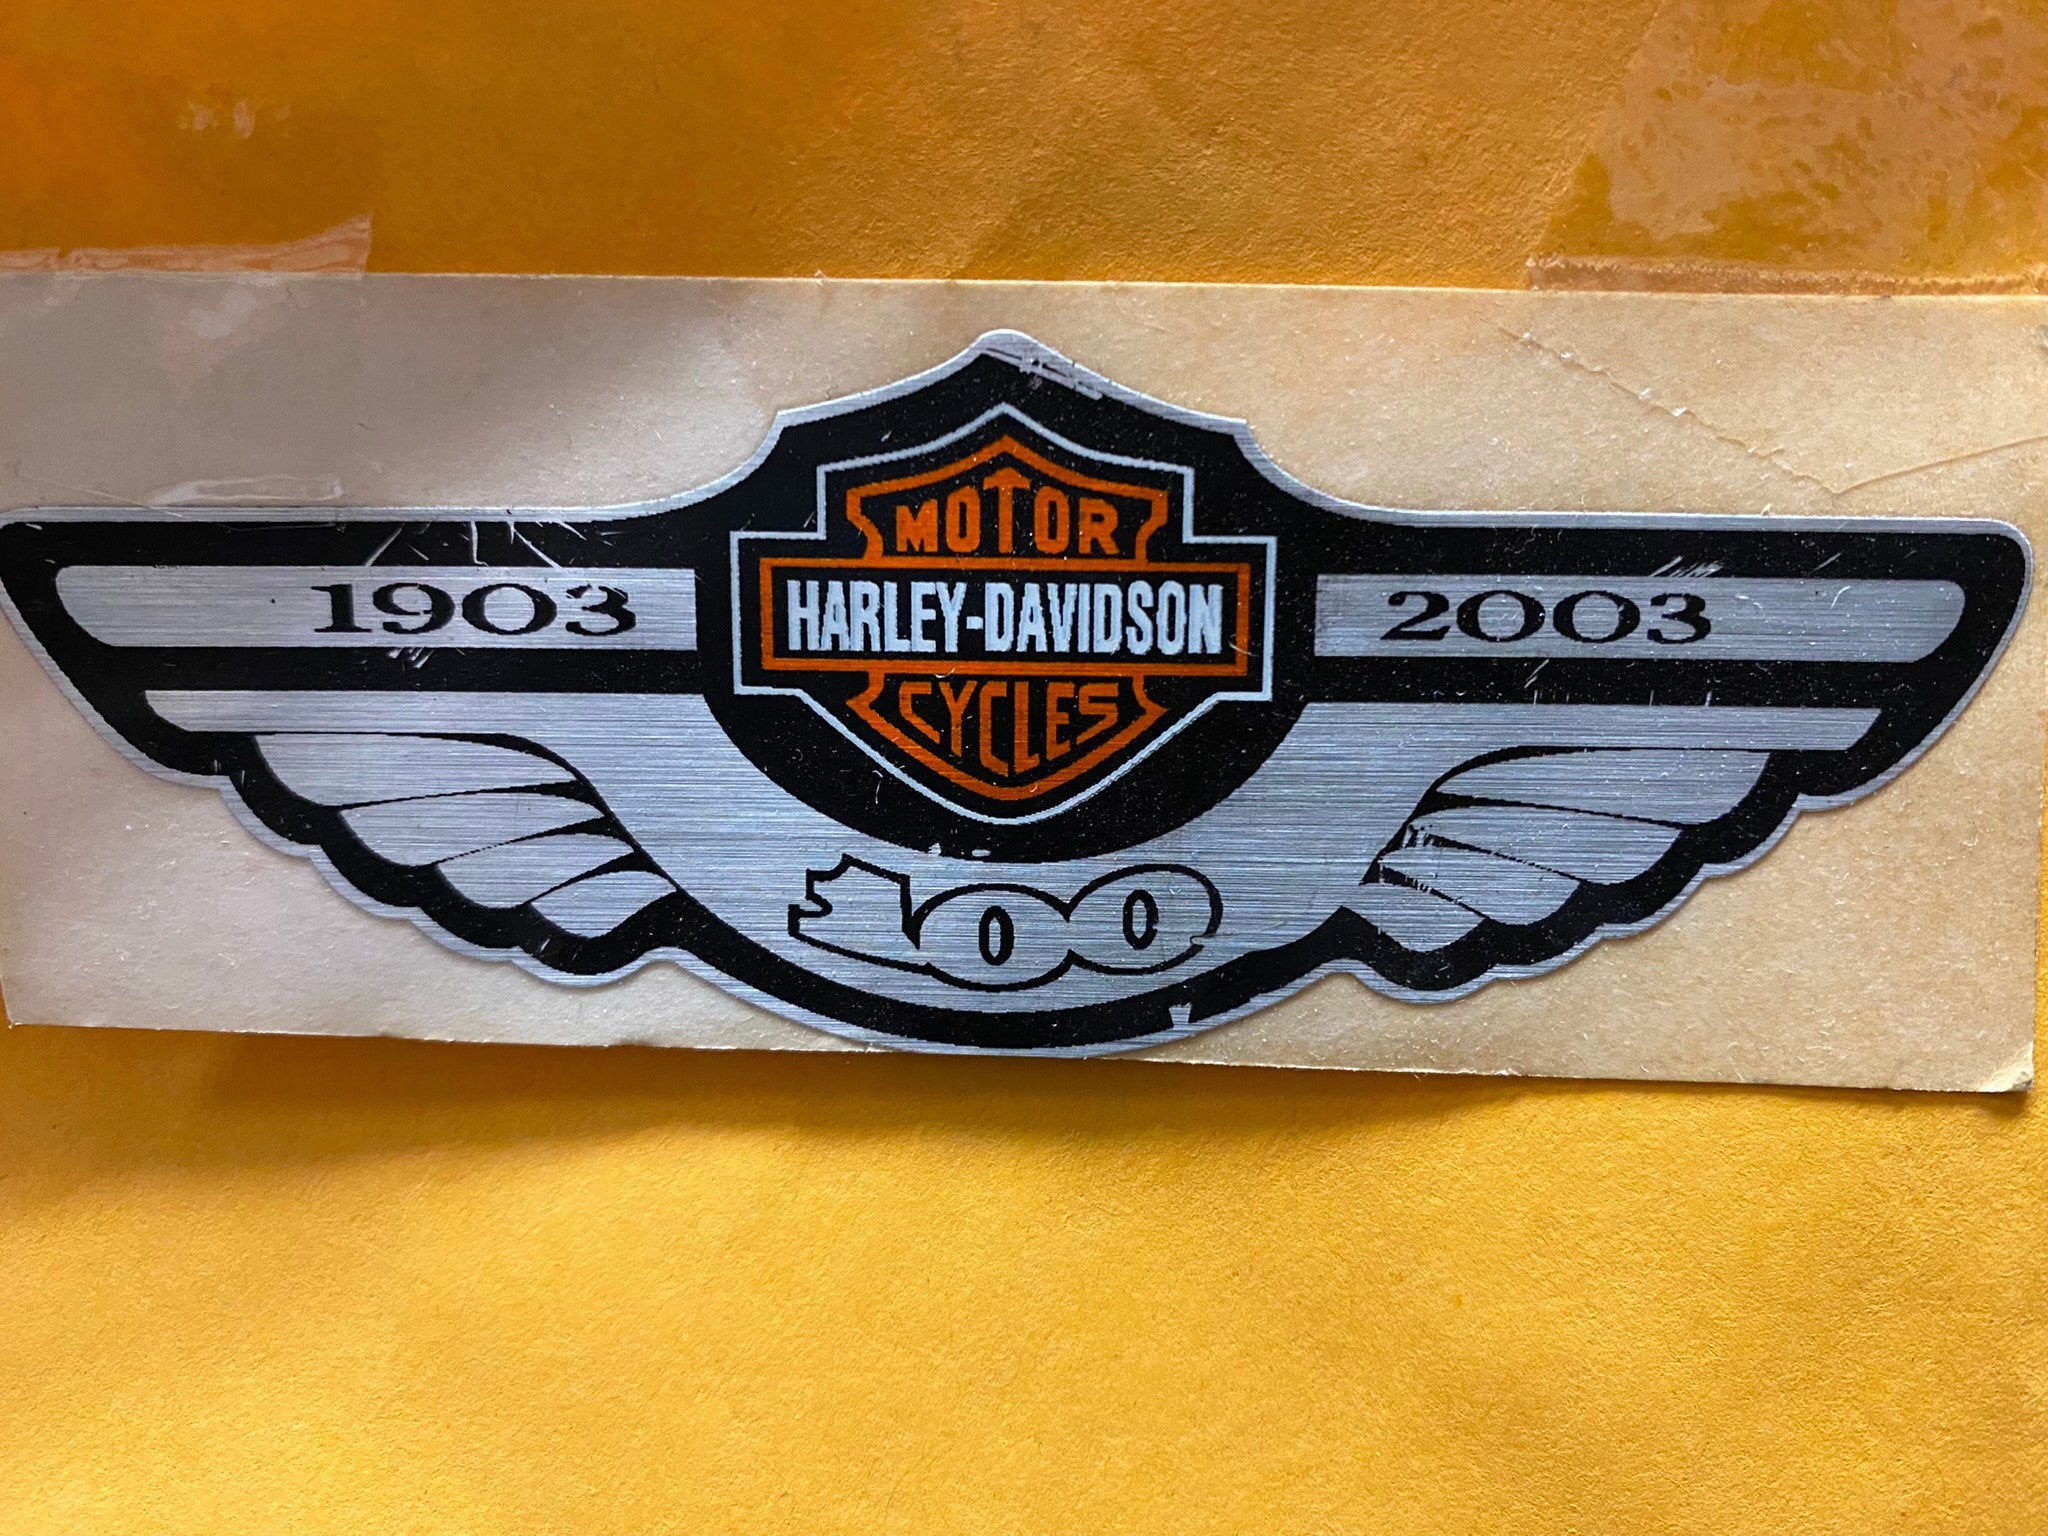 MOTOR
1903 HARLEY-DAVIDSON 2003
CYCLES
100